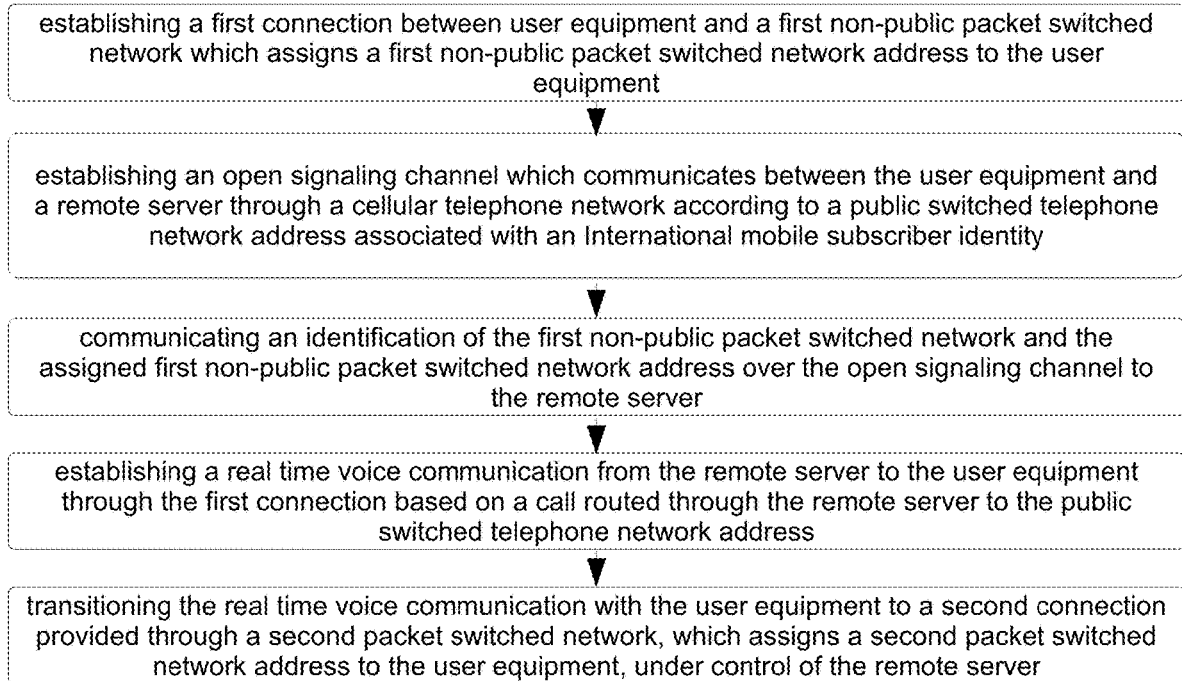 establishing a first connection between user equipment and a first non-public packet switched
network which assigns a first non-public packet switched network address to the user
equipment
establishing an open signaling channel which communicates between the user equipment and
a remote server through a cellular telephone network according to a public switched telephone
network address associated with an International mobile subscriber identity
communicating an identification of the first non-public packet switched network and the
assigned first non-public packet switched network address over the open signaling channel to
the remote server
establishing a real time voice communication from the remote server to the user equipment
through the first connection based on a call routed through the remote server to the public
switched telephone network address
transitioning the real time voice communication with the user equipment to a second connection
provided through a second packet switched network, which assigns a second packet switched
network address to the user equipment, under control of the remote server